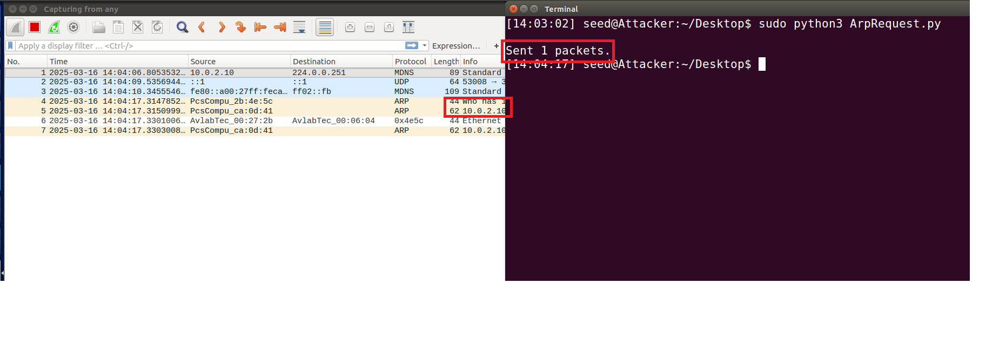 Capturing from any
Apply a display filter … <Ctrl-/>
Expression…
+
No. Time Source Destination Protocol Length Info
1 2025-03-16 14:04:06.8053532… 10.0.2.10 224.0.0.251 MDNS 89 Standard
2 2025-03-16 14:04:09.5356944… ::1 ::1 UDP 64 53008 → 3
3 2025-03-16 14:04:10.3455546… fe80::a00:27ff:feca… ff02::fb MDNS 109 Standard
4 2025-03-16 14:04:17.3147852… PcsCompu_2b:4e:5c ARP 44 Who has 1
5 2025-03-16 14:04:17.3150999… PcsCompu_ca:0d:41 ARP 62 10.0.2.10
6 2025-03-16 14:04:17.3301006… AvlabTec_00:27:2b AvlabTec_00:06:04 0x4e5c 44 Ethernet
7 2025-03-16 14:04:17.3303008… PcsCompu_ca:0d:41 ARP 62 10.0.2.10
Terminal
[14:03:02] seed@Attacker:~/Desktop$ sudo python3 ArpRequest.py
.
Sent 1 packets.
[14:04:17] seed@Attacker:~/Desktop$